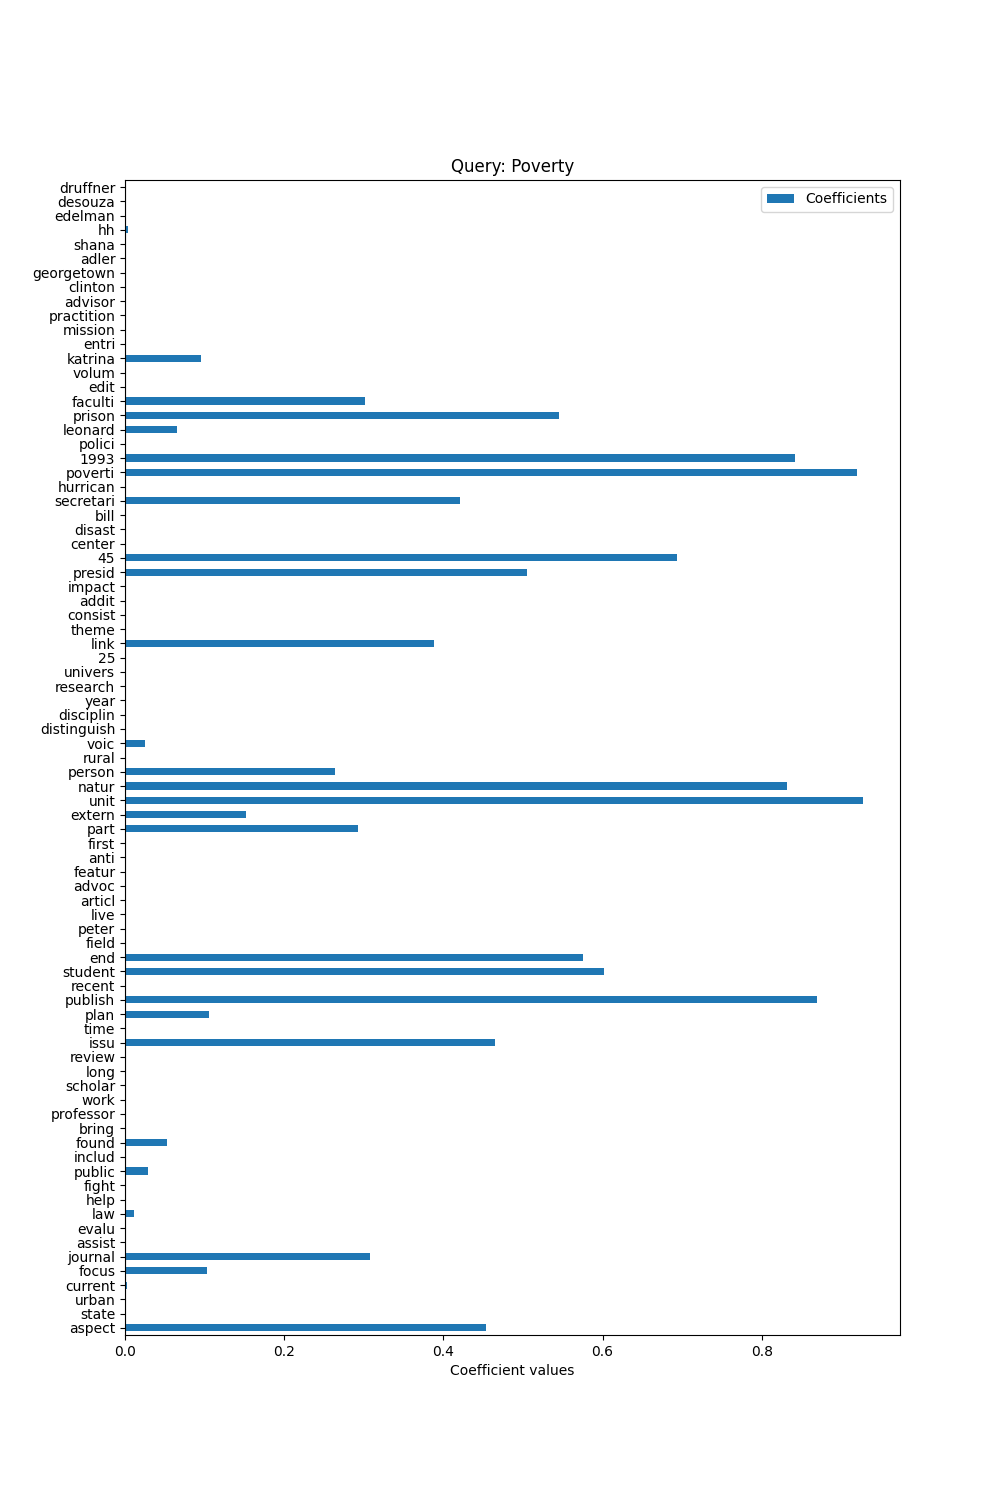 Query: Poverty
Coefficients
druffner
desouza
edelman
hh
shana
adler
georgetown
clinton
advisor
practition
mission
entri
katrina
volum
edit
faculti
prison
leonard
polici
1993
poverti
hurrican
secretari
bill
disast
center
45
presid
impact
addit
consist
theme
link
25
univers
research
year
disciplin
distinguish
voic
rural
person
natur
unit
extern
part
first
anti
featur
advoc
articl
live
peter
field
end
student
recent
publish
plan
time
issu
review
long
scholar
work
professor
bring
found
includ
public
fight
help
law
evalu
assist
journal
focus
current
urban
state
aspect
0.0 0.2 0.4 0.6 0.8
Coefficient values